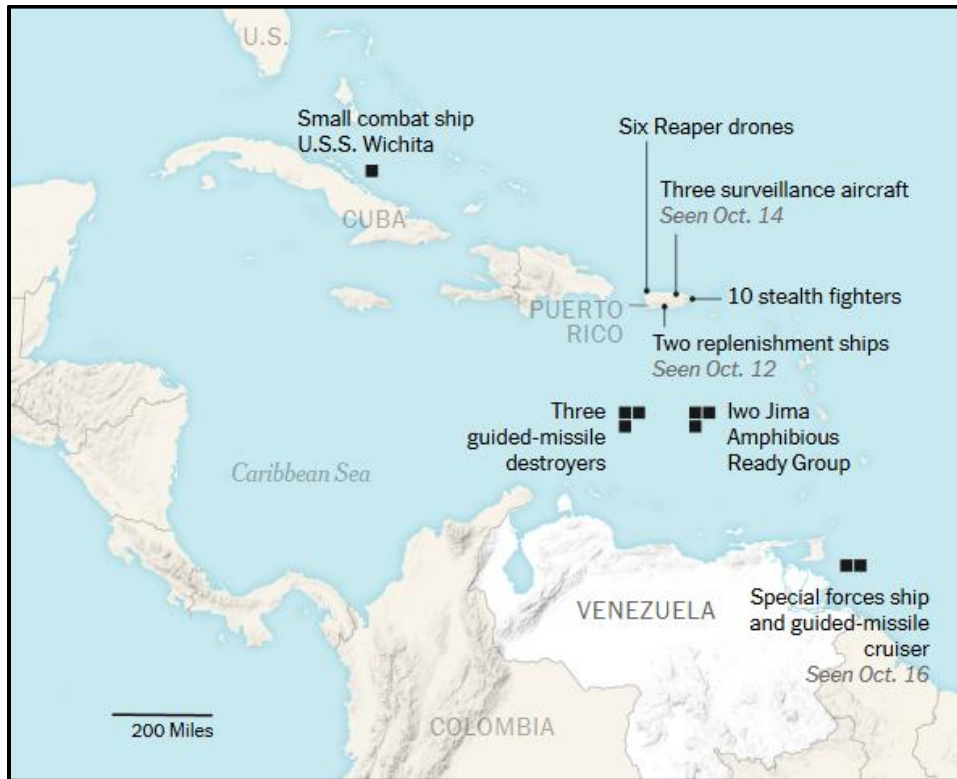 U.S.
Small combat ship
U.S.S. Wichita
CUBA
Six Reaper drones
Three surveillance aircraft
Seen Oct. 14
10 stealth fighters
PUERTO
RICO
Two replenishment ships
Seen Oct. 12
Three
guided-missile
destroyers
Iwo Jima
Amphibious
Ready Group
Caribbean Sea
VENEZUELA
Special forces ship
and guided-missile
cruiser
Seen Oct. 16
COLOMBIA
200 Miles